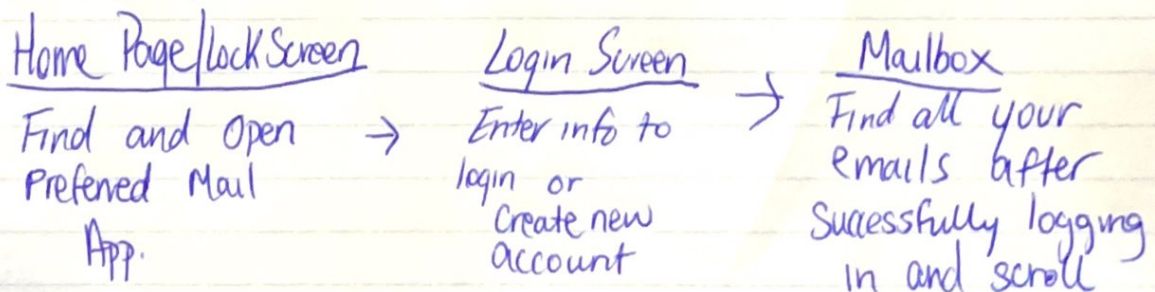 Home Page/Lock Screen
Find and Open
Preferred Mail
App.
→
Login Screen
Enter info to
login or
Create new
account
→
Mailbox
Find all your
emails after
Successfully logging
in and scroll